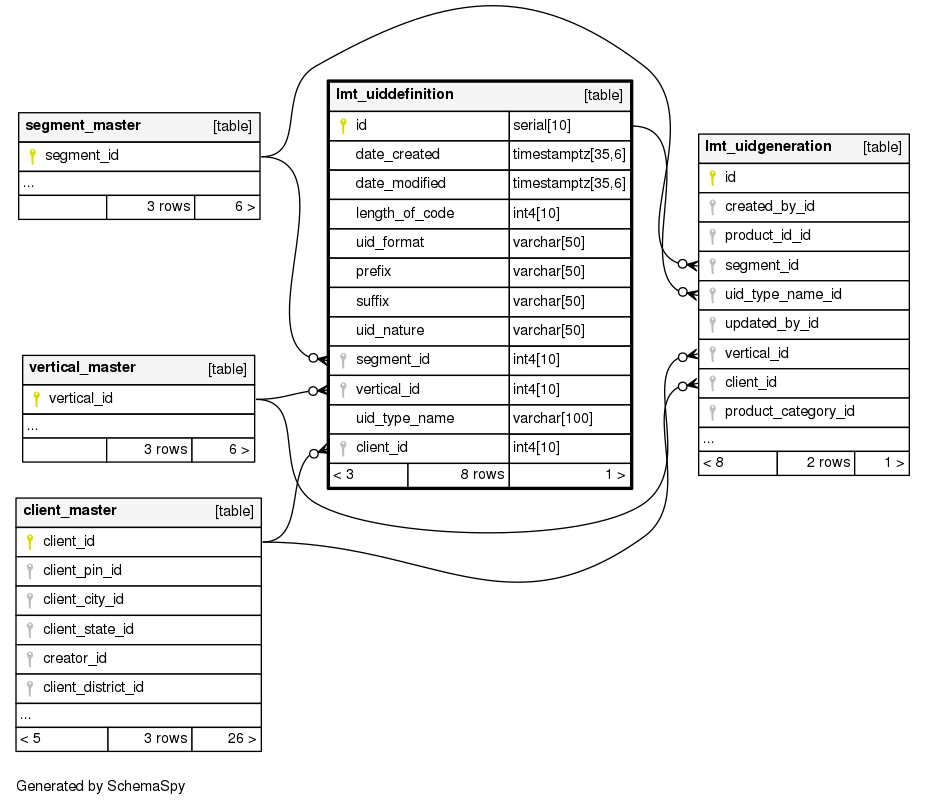 segment_master [table]
segment_id
...
3 rows 6 >
vertical_master [table]
vertical_id
...
3 rows 6 >
client_master [table]
client_id
client_pin_id
client_city_id
client_state_id
creator_id
client_district_id
...
< 5 3 rows 26 >
lmt_uiddefinition [table]
id serial[10]
date_created timestamptz[35,6]
date_modified timestamptz[35,6]
length_of_code int4[10]
uid_format varchar[50]
prefix varchar[50]
suffix varchar[50]
uid_nature varchar[50]
segment_id int4[10]
vertical_id int4[10]
uid_type_name varchar[100]
client_id int4[10]
< 3 8 rows 1 >
lmt_uidgeneration [table]
id
created_by_id
product_id_id
segment_id
uid_type_name_id
updated_by_id
vertical_id
client_id
product_category_id
...
< 8 2 rows 1 >
Generated by SchemaSpy